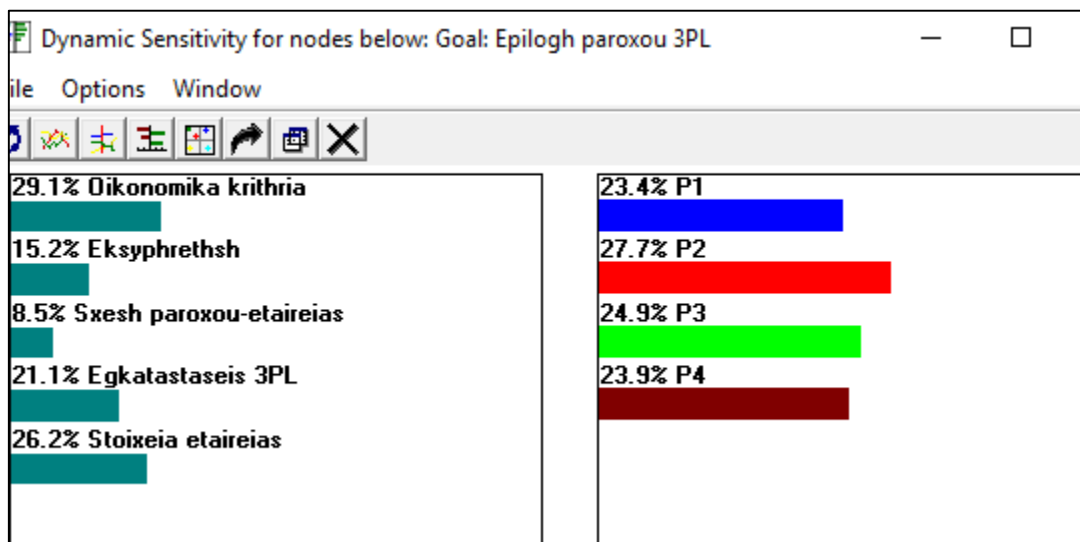 Dynamic Sensitivity for nodes below: Goal: Epilogh paroxou 3PL
ile Options Window
29.1% Oikonomika krithria
15.2% Eksyphrethsh
8.5% Sxesh paroxou-etaireias
21.1% Egkatastaseis 3PL
26.2% Stoixeia etaireias
23.4% P1
27.7% P2
24.9% P3
23.9% P4